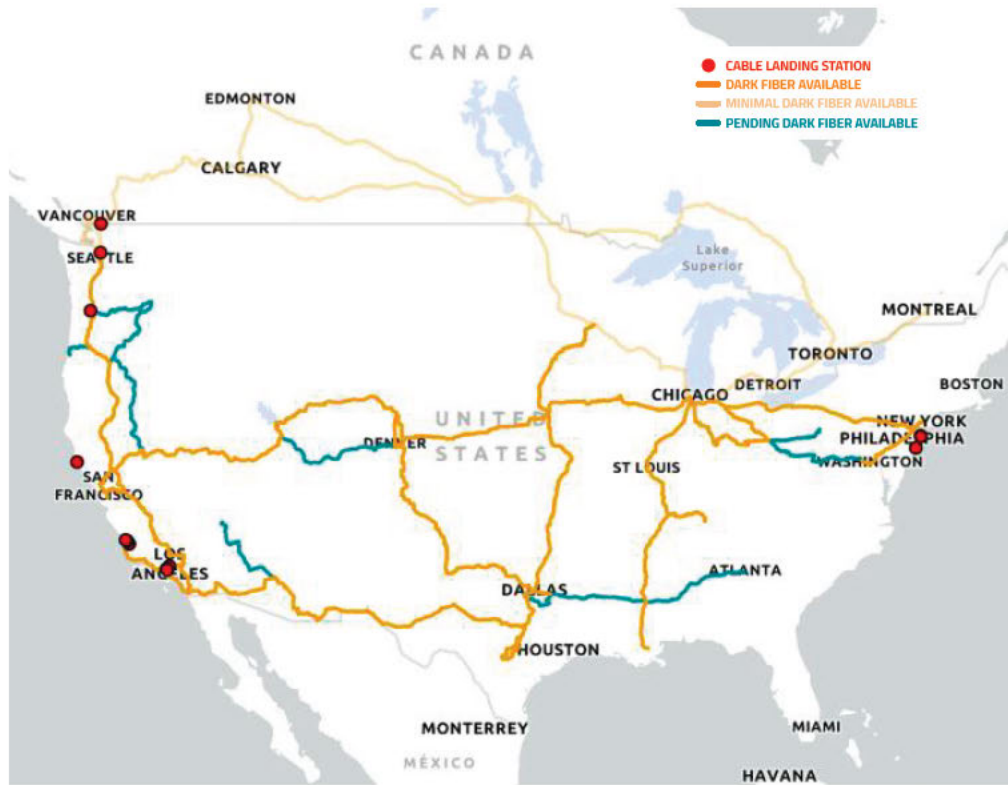 CANADA
CABLE LANDING STATION
DARK FIBER AVAILABLE
MINIMAL DARK FIBER AVAILABLE
PENDING DARK FIBER AVAILABLE
EDMONTON
CALGARY
VANCOUVER
SEATTLE
Lake
Superior
MONTREAL
TORONTO
BOSTON
DETROIT
CHICAGO
NEW YORK
PHILADELPHIA
WASHINGTON
UNITED
STATES
DENVER
ST LOUIS
SAN
FRANCISCO
LOS
ANGELES
ATLANTA
DALLAS
HOUSTON
MONTERREY
MIAMI
MÉXICO
HAVANA